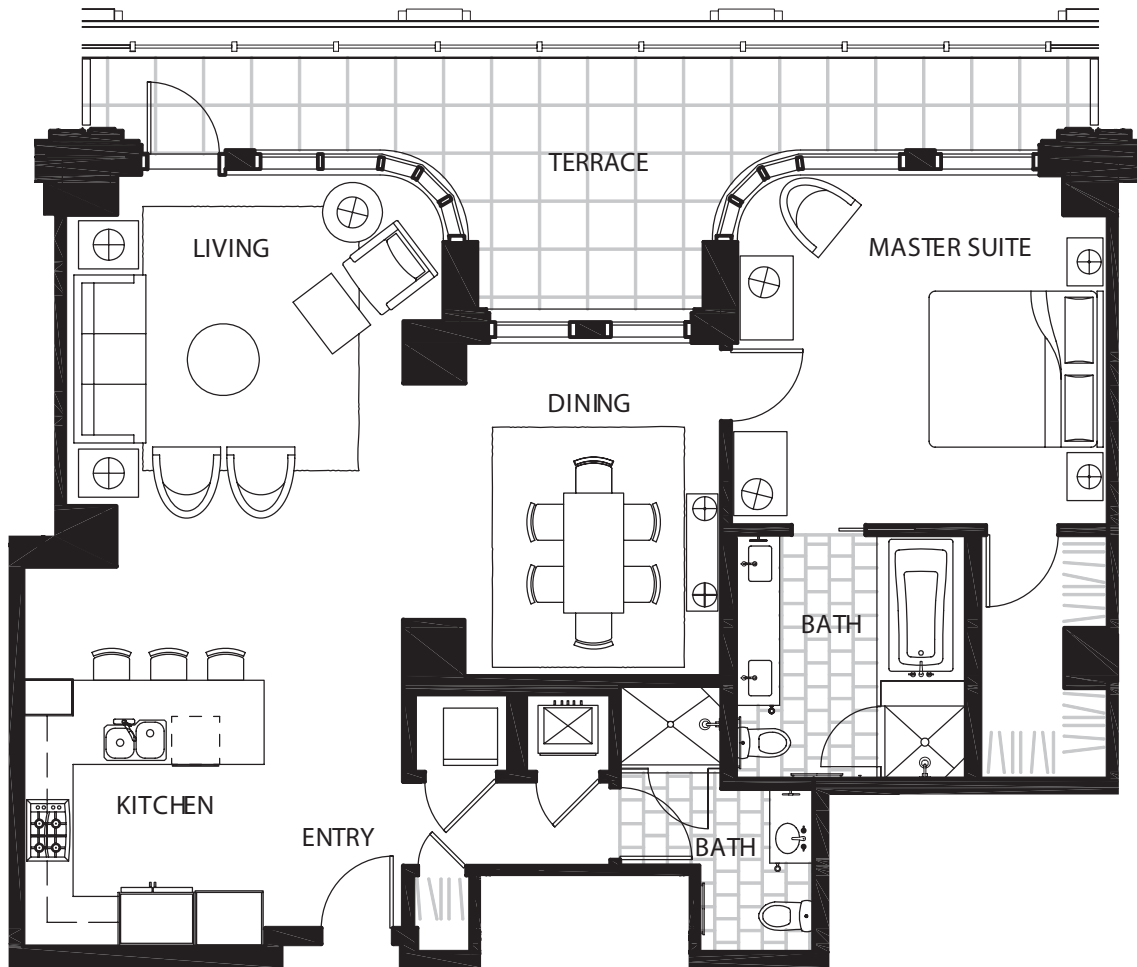 TERRACE
LIVING
MASTER SUITE
DINING
BATH
KITCHEN
ENTRY
BATH